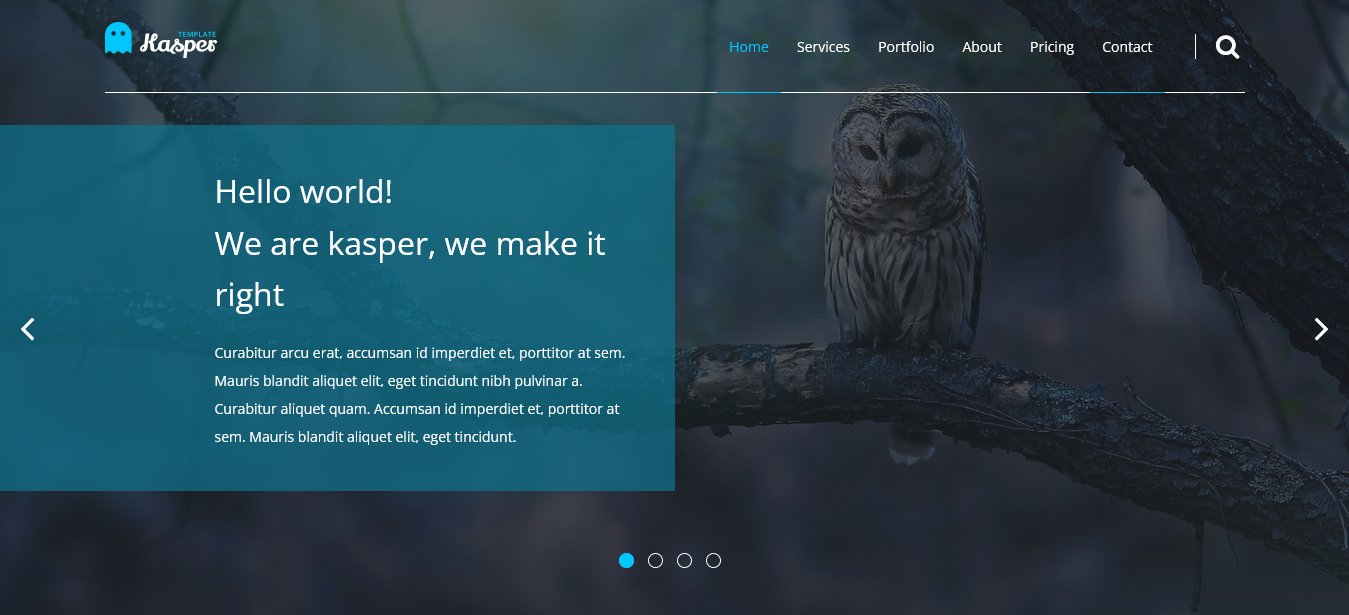 TEMPLATE
Kasper
Home Services Portfolio About Pricing Contact
Hello world!
We are kasper, we make it
right
Curabitur arcu erat, accumsan id imperdiet et, porttitor at sem.
Mauris blandit aliquet elit, eget tincidunt nibh pulvinar a.
Curabitur aliquet quam. Accumsan id imperdiet et, porttitor at
sem. Mauris blandit aliquet elit, eget tincidunt.